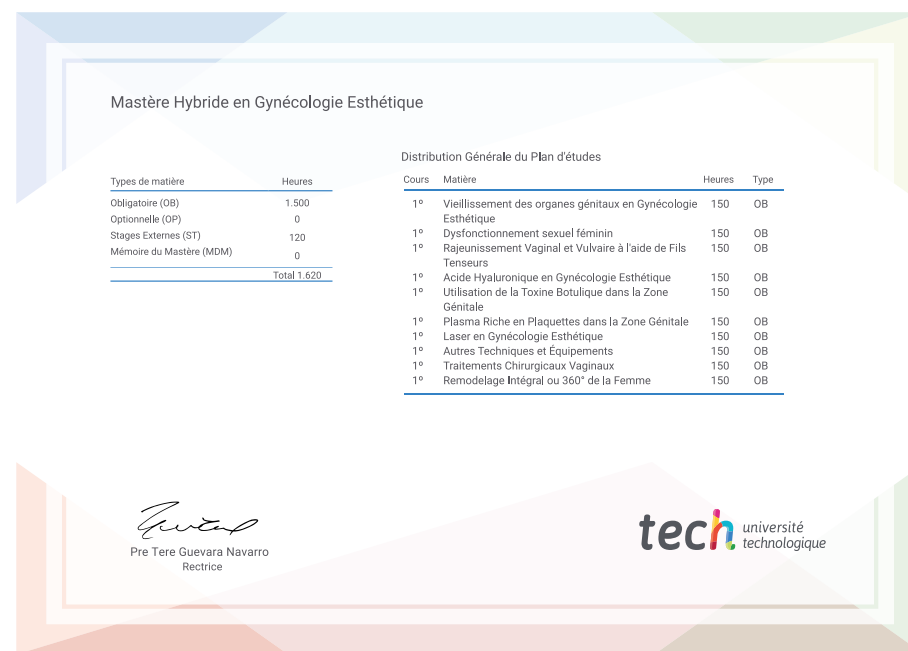 Mastère Hybride en Gynécologie Esthétique
Types de matière Heures
Obligatoire (OB) 1.500
Optionnelle (OP) 0
Stages Externes (ST) 120
Mémoire du Mastère (MDM) 0
Total 1.620
Distribution Générale du Plan d'études
Cours Matière Heures Type
1º Vieillissement des organes génitaux en Gynécologie 150 OB
Esthétique
1º Dysfonctionnement sexuel féminin 150 OB
1º Rajeunissement Vaginal et Vulvaire à l'aide de Fils 150 OB
Tenseurs
1º Acide Hyaluronique en Gynécologie Esthétique 150 OB
1º Utilisation de la Toxine Botulique dans la Zone 150 OB
Génitale
1º Plasma Riche en Plaquettes dans la Zone Génitale 150 OB
1º Laser en Gynécologie Esthétique 150 OB
1º Autres Techniques et Équipements 150 OB
1º Traitements Chirurgicaux Vaginaux 150 OB
1º Remodelage Intégral ou 360° de la Femme 150 OB
Pre Tere Guevara Navarro
Rectrice
tech université
technologique